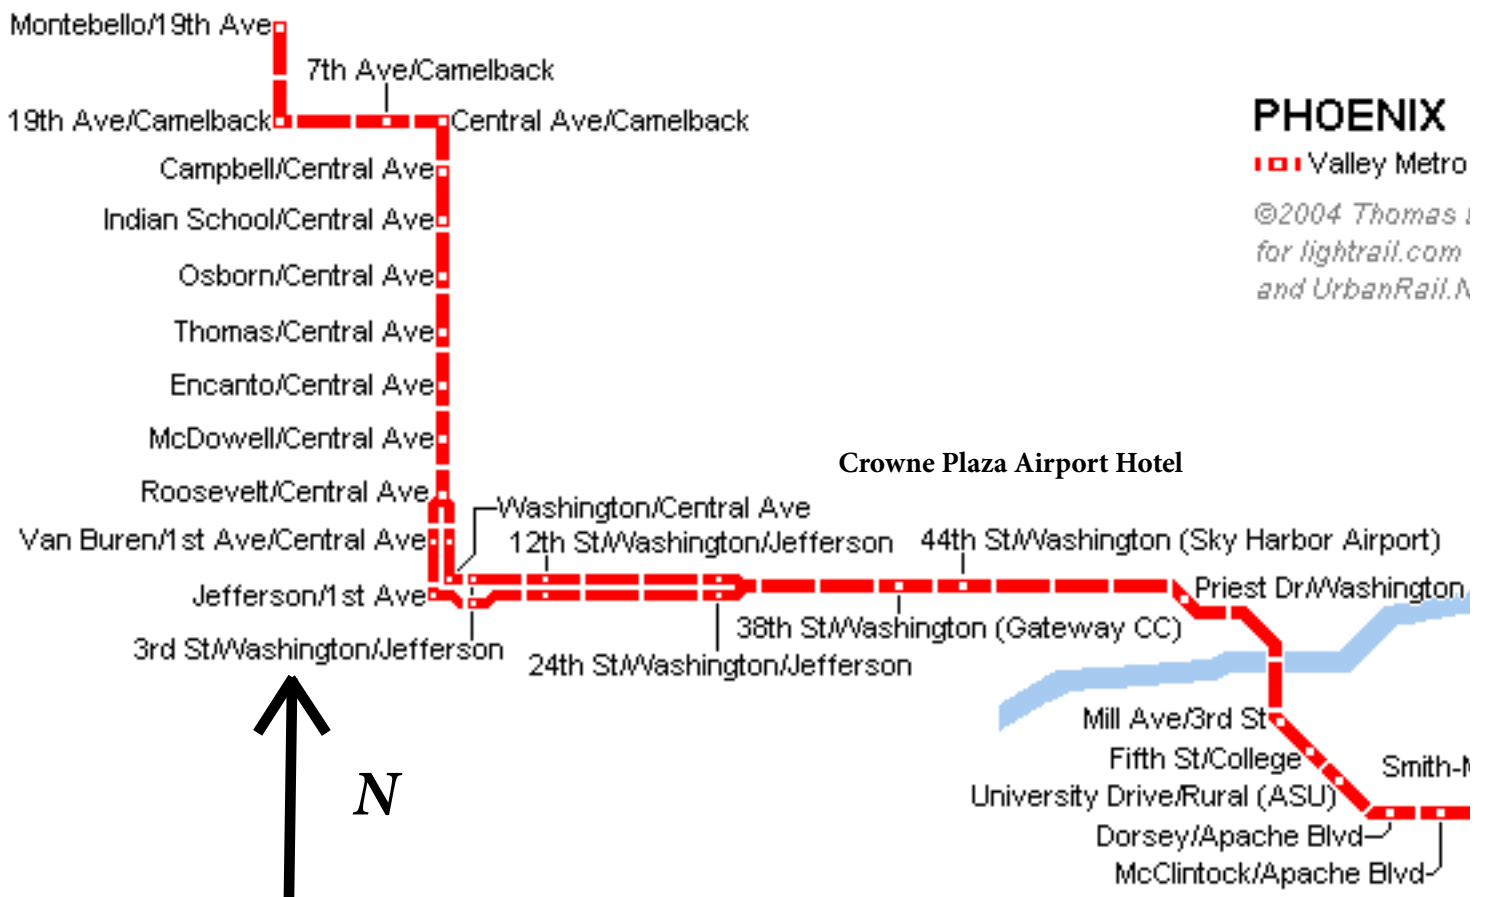 Montebello/19th Ave
7th Ave/Camelback
19th Ave/Camelback
Central Ave/Camelback
PHOENIX
Valley Metro
©2004 Thomas
for lightrail.com
and UrbanRail.N
Campbell/Central Ave
Indian School/Central Ave
Osborn/Central Ave
Thomas/Central Ave
Encanto/Central Ave
McDowell/Central Ave
Crowne Plaza Airport Hotel
Roosevelt/Central Ave
Washington/Central Ave
Van Buren/1st Ave/Central Ave
12th St/Washington/Jefferson
44th St/Washington (Sky Harbor Airport)
Jefferson/1st Ave
Priest Dr/Washington
38th St/Washington (Gateway CC)
3rd St/Washington/Jefferson
24th St/Washington/Jefferson
Mill Ave/3rd St
Fifth St/College
Smith-M
University Drive/Rural (ASU)
N
Dorsey/Apache Blvd
McClintock/Apache Blvd